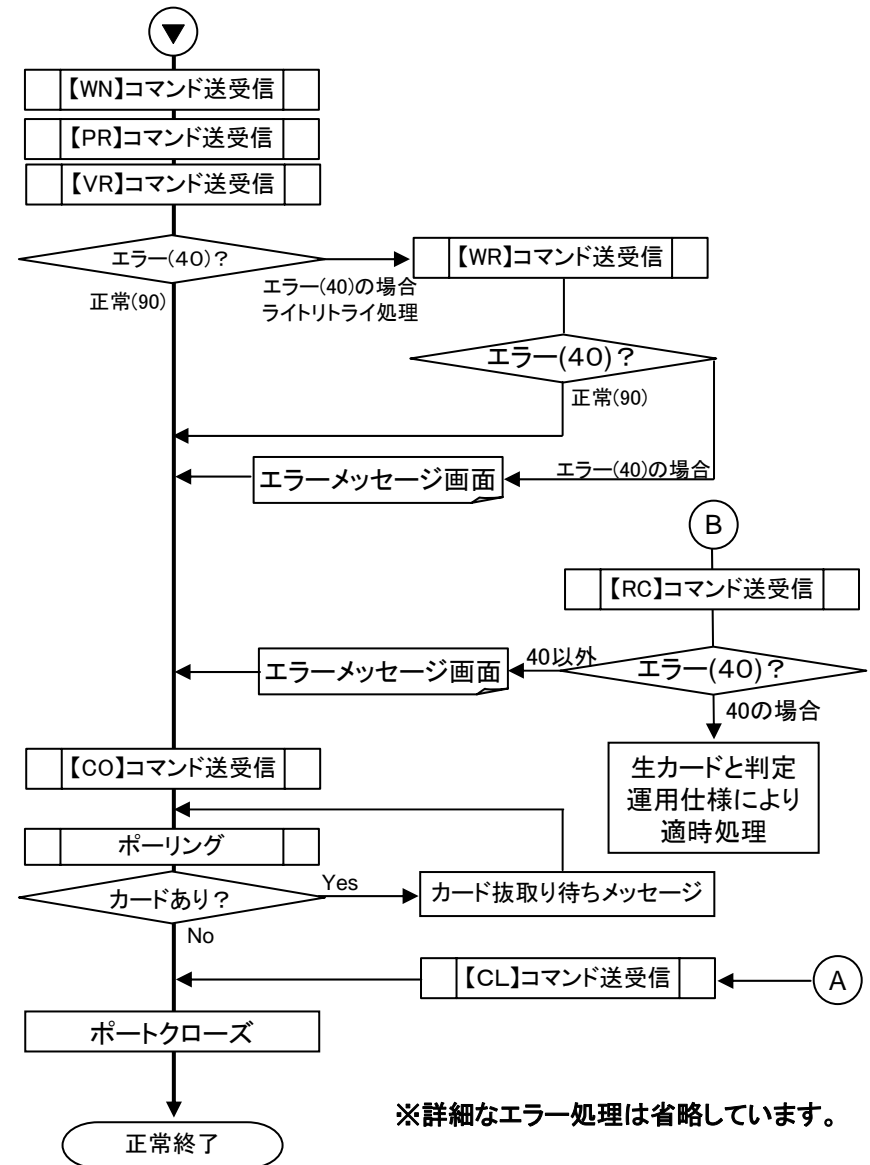 ▼
【WN】コマンド送受信
【PR】コマンド送受信
【VR】コマンド送受信
エラー(40)?
【WR】コマンド送受信
正常(90)
エラー(40)の場合
ライトリトライ処理
エラー(40)?
正常(90)
エラーメッセージ画面
エラー(40)の場合
B
【RC】コマンド送受信
エラーメッセージ画面
40以外
エラー(40)?
40の場合
【CO】コマンド送受信
生カードと判定
運用仕様により
適時処理
ポーリング
カードあり?
Yes
カード抜取り待ちメッセージ
No
【CL】コマンド送受信
A
ポートクローズ
※詳細なエラー処理は省略しています。
正常終了